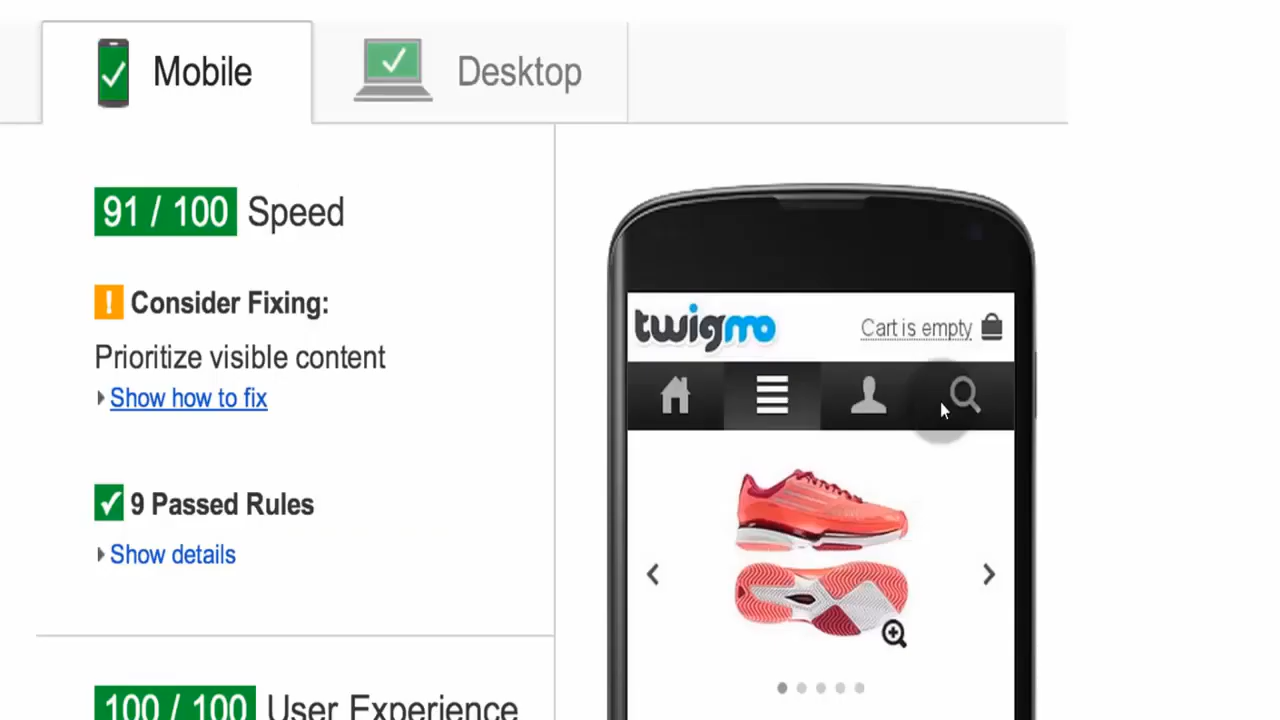 Mobile
Desktop
91 / 100 Speed
! Consider Fixing:
Prioritize visible content
Show how to fix
9 Passed Rules
Show details
100 / 100 User Experience
twigmo
Cart is empty